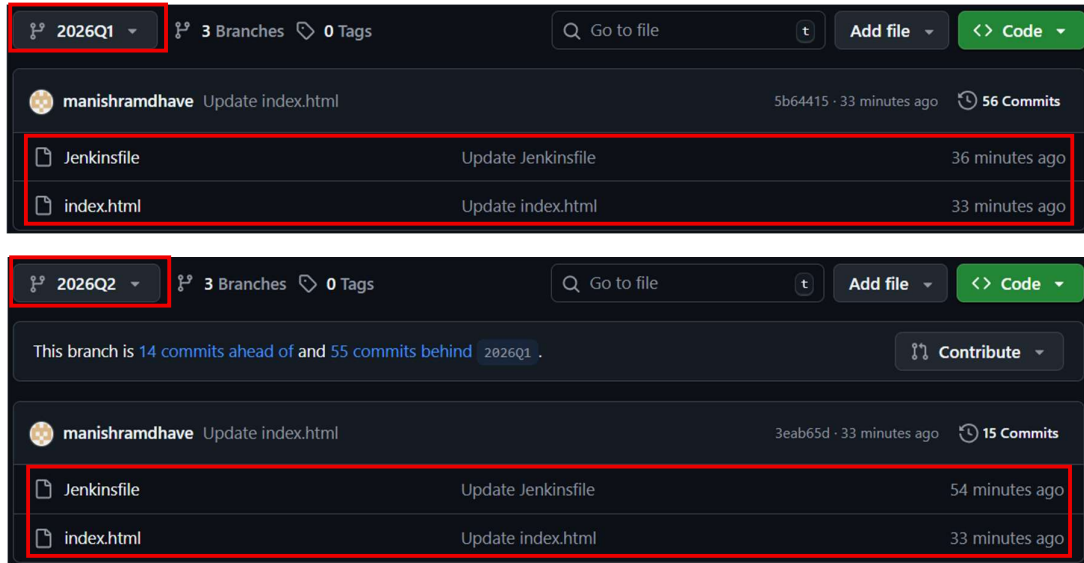 2026Q1 3 Branches 0 Tags Go to file t Add file <> Code
manishramdhave Update index.html 5b64415 · 33 minutes ago 56 Commits
Jenkinsfile Update Jenkinsfile 36 minutes ago
index.html Update index.html 33 minutes ago
2026Q2 3 Branches 0 Tags Go to file t Add file <> Code
This branch is 14 commits ahead of and 55 commits behind 2026Q1 . Contribute
manishramdhave Update index.html 3eab65d · 33 minutes ago 15 Commits
Jenkinsfile Update Jenkinsfile 54 minutes ago
index.html Update index.html 33 minutes ago